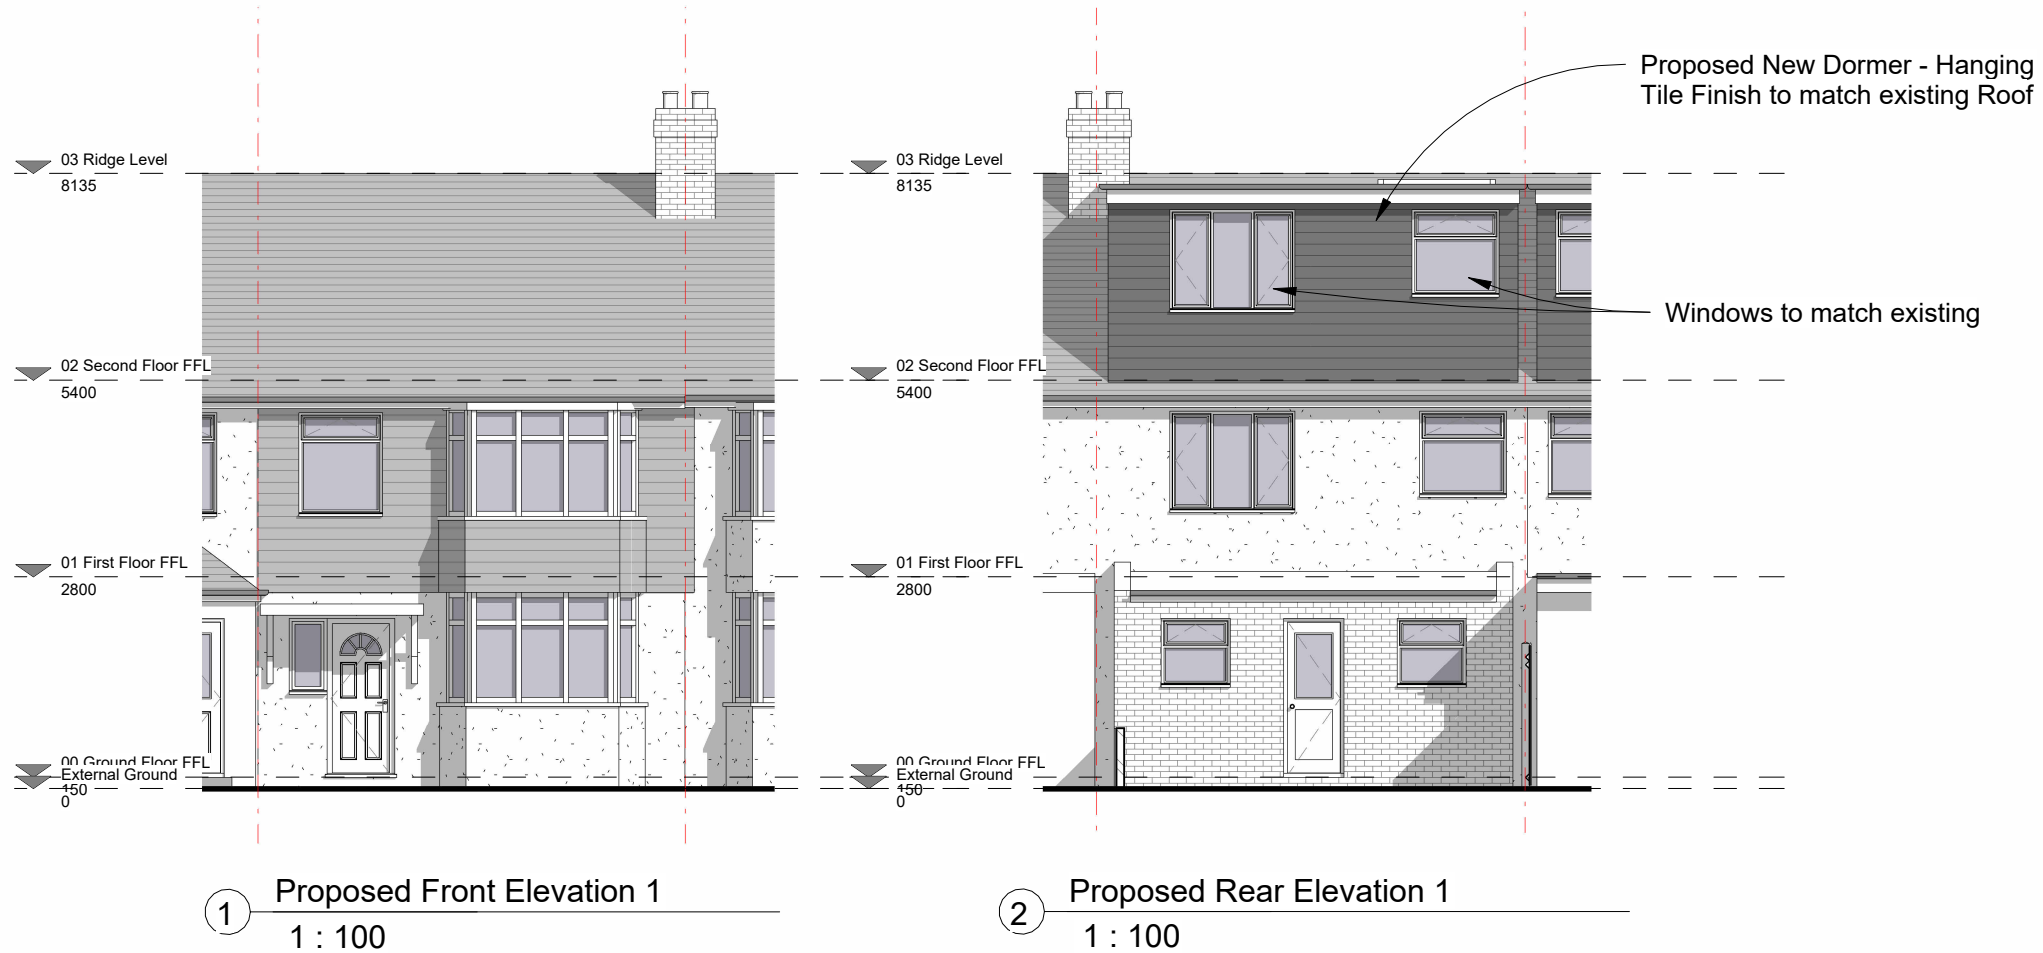 Proposed New Dormer - Hanging
Tile Finish to match existing Roof
03 Ridge Level
8135
03 Ridge Level
8135
Windows to match existing
02 Second Floor FFL
5400
02 Second Floor FFL
5400
01 First Floor FFL
2800
01 First Floor FFL
2800
00 Ground Floor FFL
External Ground
150
0
00 Ground Floor FFL
External Ground
150
0
1
Proposed Front Elevation 1
1 : 100
2
Proposed Rear Elevation 1
1 : 100